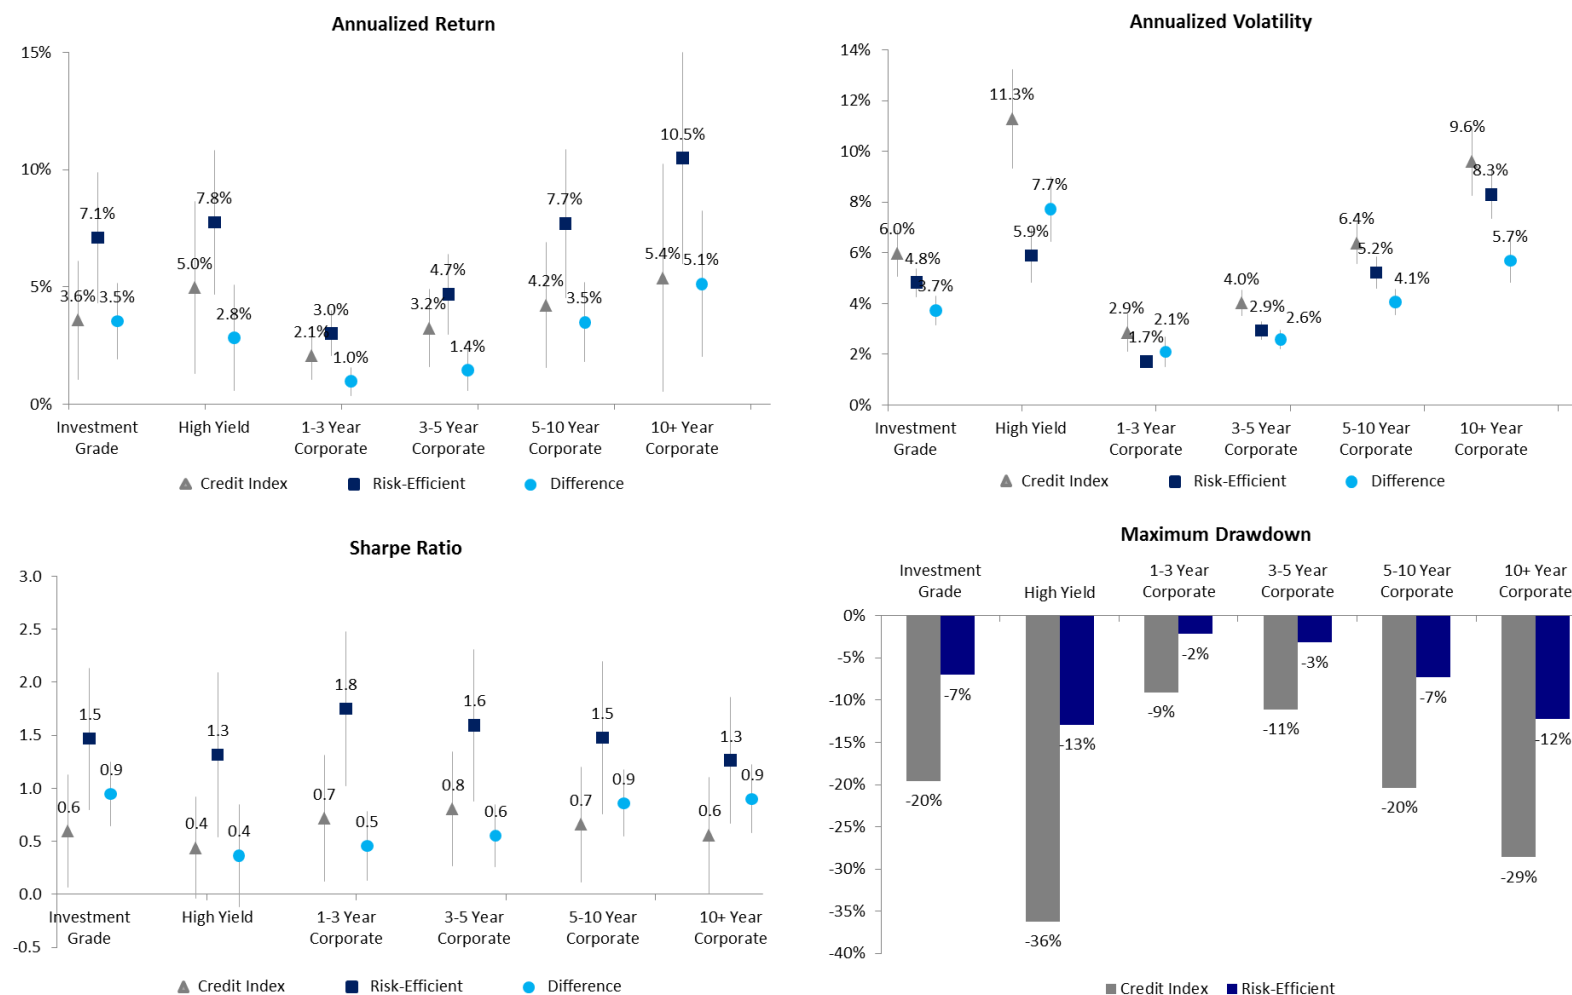 Annualized Return
15%
10%
5%
0%
3.6%
7.1%
3.5%
5.0%
7.8%
2.8%
2.1%
3.0%
1.0%
3.2%
4.7%
1.4%
4.2%
7.7%
3.5%
5.4%
10.5%
5.1%
Investment
Grade
High Yield
1-3 Year
Corporate
3-5 Year
Corporate
5-10 Year
Corporate
10+ Year
Corporate
Credit Index
Risk-Efficient
Difference
Annualized Volatility
14%
12%
10%
8%
6%
4%
2%
0%
6.0%
4.8%
3.7%
11.3%
5.9%
7.7%
2.9%
1.7%
2.1%
4.0%
2.9%
2.6%
6.4%
5.2%
4.1%
9.6%
8.3%
5.7%
Investment
Grade
High Yield
1-3 Year
Corporate
3-5 Year
Corporate
5-10 Year
Corporate
10+ Year
Corporate
Credit Index
Risk-Efficient
Difference
Sharpe Ratio
3.0
2.5
2.0
1.5
1.0
0.5
0.0
-0.5
0.6
1.5
0.9
0.4
1.3
0.4
0.7
1.8
0.5
0.8
1.6
0.6
0.7
1.5
0.9
0.6
1.3
0.9
Investment
Grade
High Yield
1-3 Year
Corporate
3-5 Year
Corporate
5-10 Year
Corporate
10+ Year
Corporate
Credit Index
Risk-Efficient
Difference
Maximum Drawdown
Investment
Grade
High Yield
1-3 Year
Corporate
3-5 Year
Corporate
5-10 Year
Corporate
10+ Year
Corporate
0%
-5%
-10%
-15%
-20%
-25%
-30%
-35%
-40%
-20%
-7%
-36%
-13%
-9%
-2%
-11%
-3%
-20%
-7%
-29%
-12%
Credit Index
Risk-Efficient